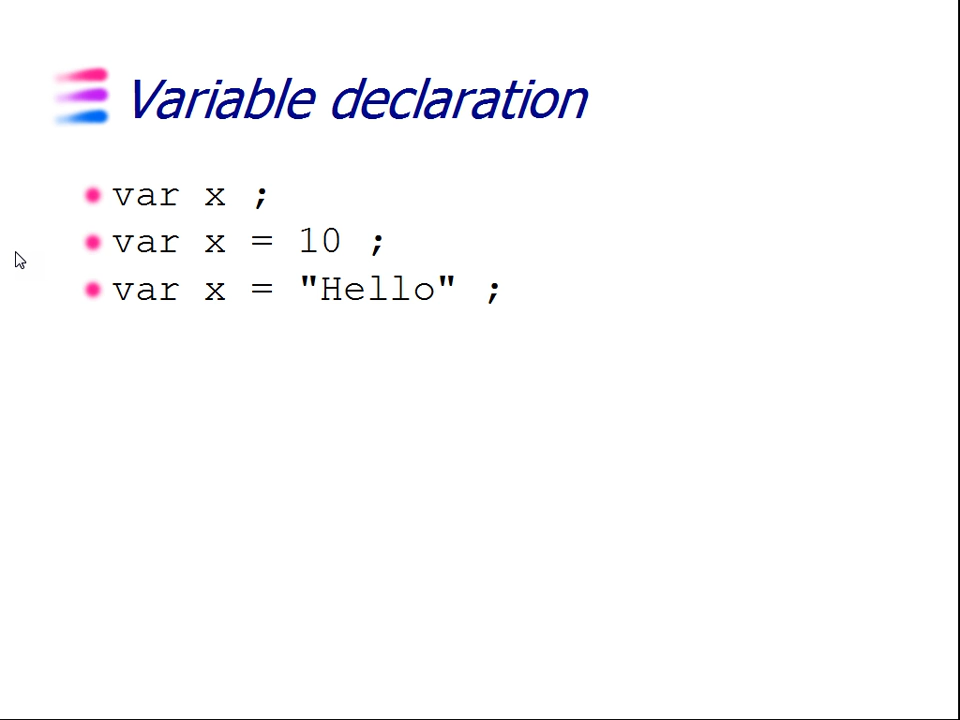 Variable declaration
var x ;
var x = 10 ;
var x = "Hello" ;